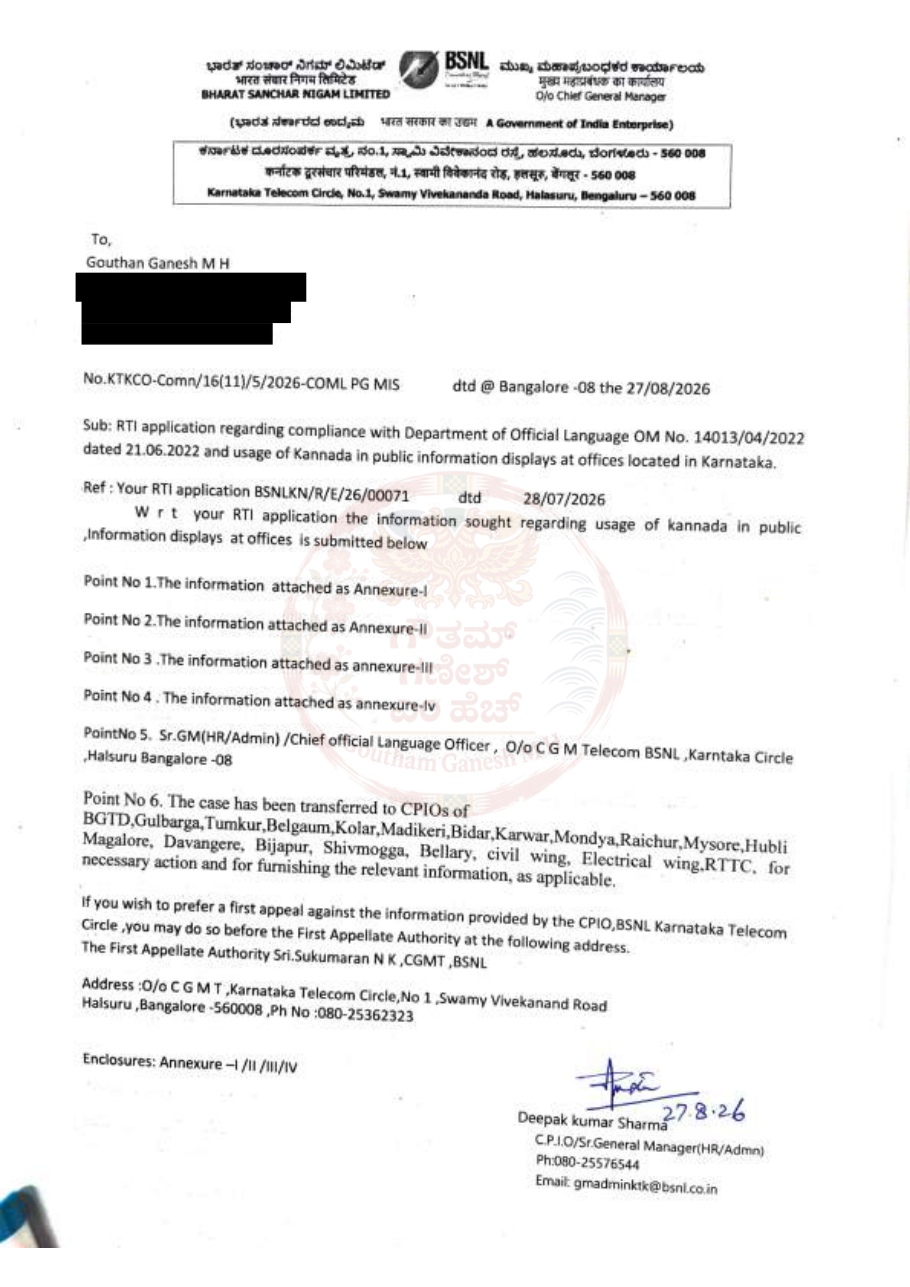 ಭಾರತ್ ಸಂಚಾರ್ ನಿಗಮ್ ಲಿಮಿಟೆಡ್
भारत संचार निगम लिमिटेड
BHARAT SANCHAR NIGAM LIMITED
BSNL
ಮುಖ್ಯ ಮಹಾಪ್ರಬಂಧಕರ ಕಾರ್ಯಾಲಯ
मुख्य महाप्रबंधक का कार्यालय
O/o Chief General Manager
(ಭಾರತ ಸರ್ಕಾರದ ಉದ್ಯಮ भारत सरकार का उद्यम A Government of India Enterprise)
ಕರ್ನಾಟಕ ದೂರಸಂಪರ್ಕ ವೃತ್ತ, ನಂ.1, ಸ್ವಾಮಿ ವಿವೇಕಾನಂದ ರಸ್ತೆ, ಹಲಸೂರು, ಬೆಂಗಳೂರು - 560 008
कर्नाटक दूरसंचार परिमंडल, नं.1, स्वामी विवेकानंद रोड, हलसूरु, बेंगलूर - 560 008
Karnataka Telecom Circle, No.1, Swamy Vivekananda Road, Halasuru, Bengaluru – 560 008
To,
Gouthan Ganesh M H
No.KTKCO-Comn/16(11)/5/2026-COML PG MIS dtd @ Bangalore -08 the 27/08/2026
Sub: RTI application regarding compliance with Department of Official Language OM No. 14013/04/2022
dated 21.06.2022 and usage of Kannada in public information displays at offices located in Karnataka.
Ref : Your RTI application BSNLKN/R/E/26/00071 dtd 28/07/2026
W r t your RTI application the information sought regarding usage of kannada in public
,Information displays at offices is submitted below
Point No 1.The information attached as Annexure-I
Point No 2.The information attached as Annexure-II
Point No 3 .The information attached as annexure-III
Point No 4 . The information attached as annexure-Iv
PointNo 5. Sr.GM(HR/Admin) /Chief official Language Officer , O/o C G M Telecom BSNL ,Karntaka Circle
,Halsuru Bangalore -08
Point No 6. The case has been transferred to CPIOs of
BGTD,Gulbarga,Tumkur,Belgaum,Kolar,Madikeri,Bidar,Karwar,Mondya,Raichur,Mysore,Hubli
Magalore, Davangere, Bijapur, Shivmogga, Bellary, civil wing, Electrical wing,RTTC, for
necessary action and for furnishing the relevant information, as applicable.
If you wish to prefer a first appeal against the information provided by the CPIO,BSNL Karnataka Telecom
Circle ,you may do so before the First Appellate Authority at the following address.
The First Appellate Authority Sri.Sukumaran N K ,CGMT ,BSNL
Address :O/o C G M T ,Karnataka Telecom Circle,No 1 ,Swamy Vivekanand Road
Halsuru ,Bangalore -560008 ,Ph No :080-25362323
Enclosures: Annexure –I /II /III/IV
27.8.26
Deepak kumar Sharma
C.P.I.O/Sr.General Manager(HR/Admn)
Ph:080-25576544
Email: gmadminktk@bsnl.co.in
ಗೌತಮ್
ಗಣೇಶ್
ಎಂ ಹೆಚ್
Goutham Ganesh M H